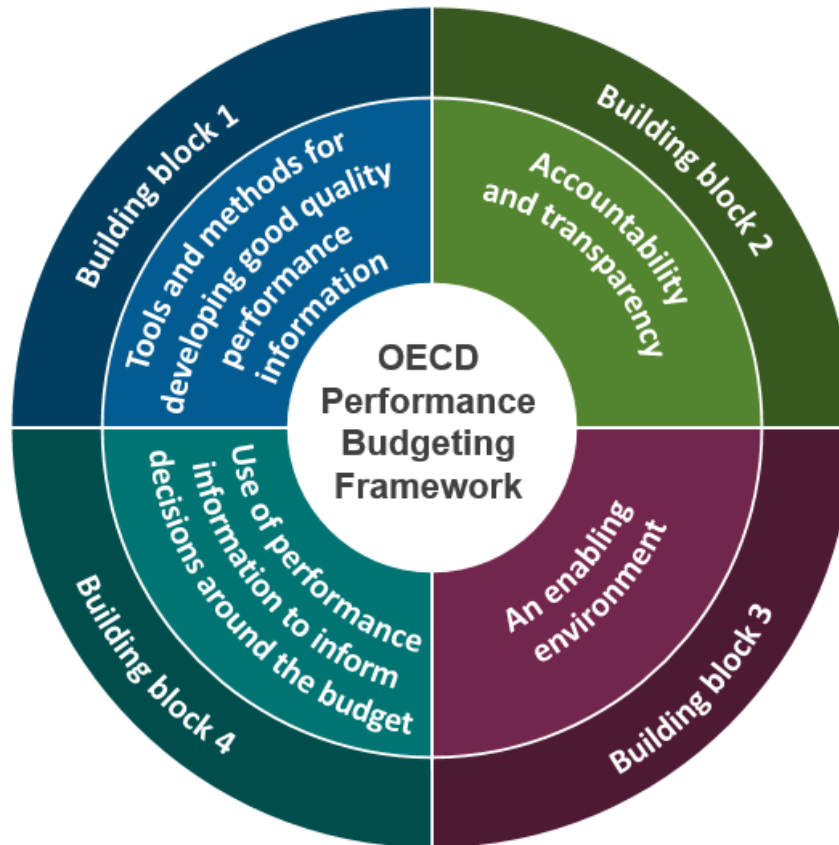 Building block 1
Tools and methods for
developing good quality
performance
information
Building block 2
Accountability
and transparency
OECD
Performance
Budgeting
Framework
An enabling
environment
Building block 3
Use of performance
information to inform
decisions around the budget
Building block 4